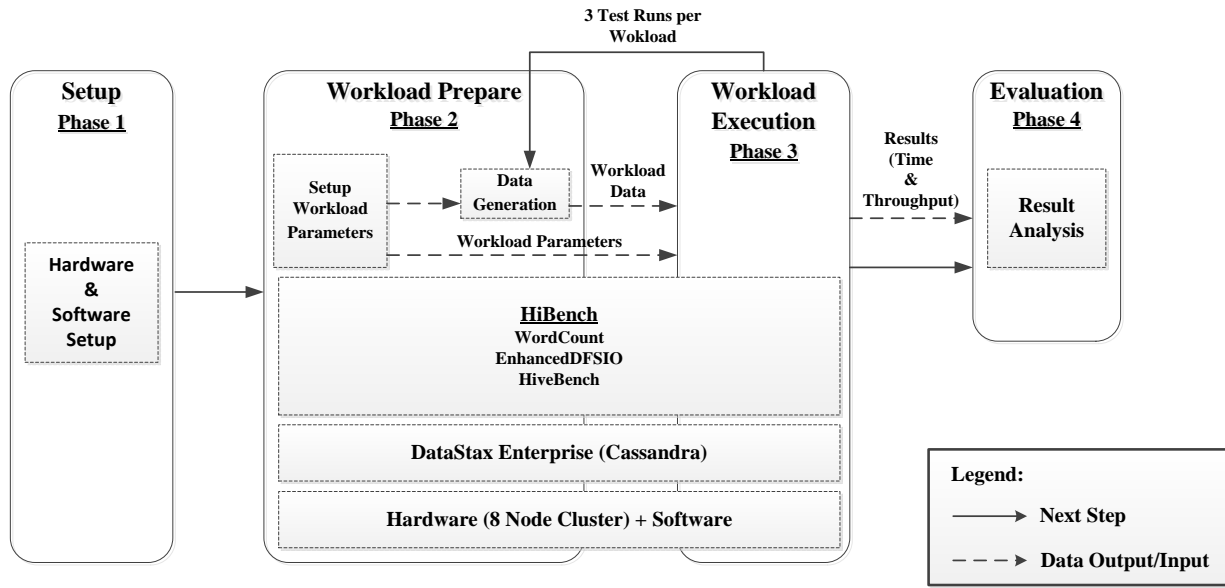 3 Test Runs per
Wokload
Setup
Phase 1
Hardware
&
Software
Setup
Workload Prepare
Phase 2
Setup
Workload
Parameters
Data
Generation
Workload
Data
Workload Parameters
Workload
Execution
Phase 3
HiBench
WordCount
EnhancedDFSIO
HiveBench
DataStax Enterprise (Cassandra)
Hardware (8 Node Cluster) + Software
Results
(Time
&
Throughput)
Evaluation
Phase 4
Result
Analysis
Legend:
Next Step
Data Output/Input